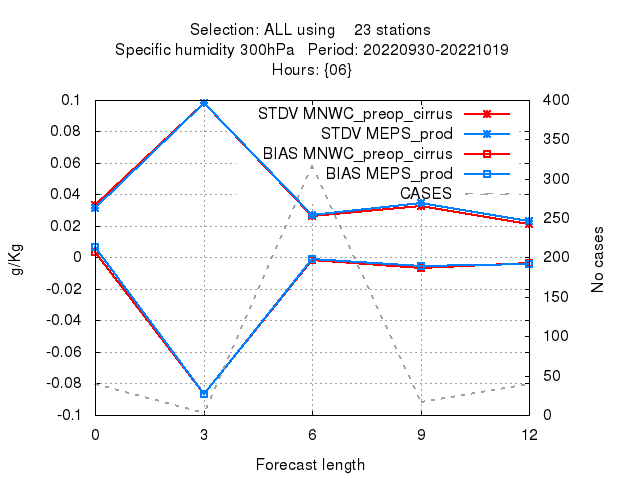 Selection: ALL using    23 stations
Specific humidity 300hPa   Period: 20220930-20221019
Hours: {06}
STDV MNWC_preop_cirrus
STDV MEPS_prod
BIAS MNWC_preop_cirrus
BIAS MEPS_prod
CASES
0.1
0.08
0.06
0.04
0.02
0
-0.02
-0.04
-0.06
-0.08
-0.1
g/Kg
400
350
300
250
200
150
100
50
0
No cases
0 3 6 9 12
Forecast length